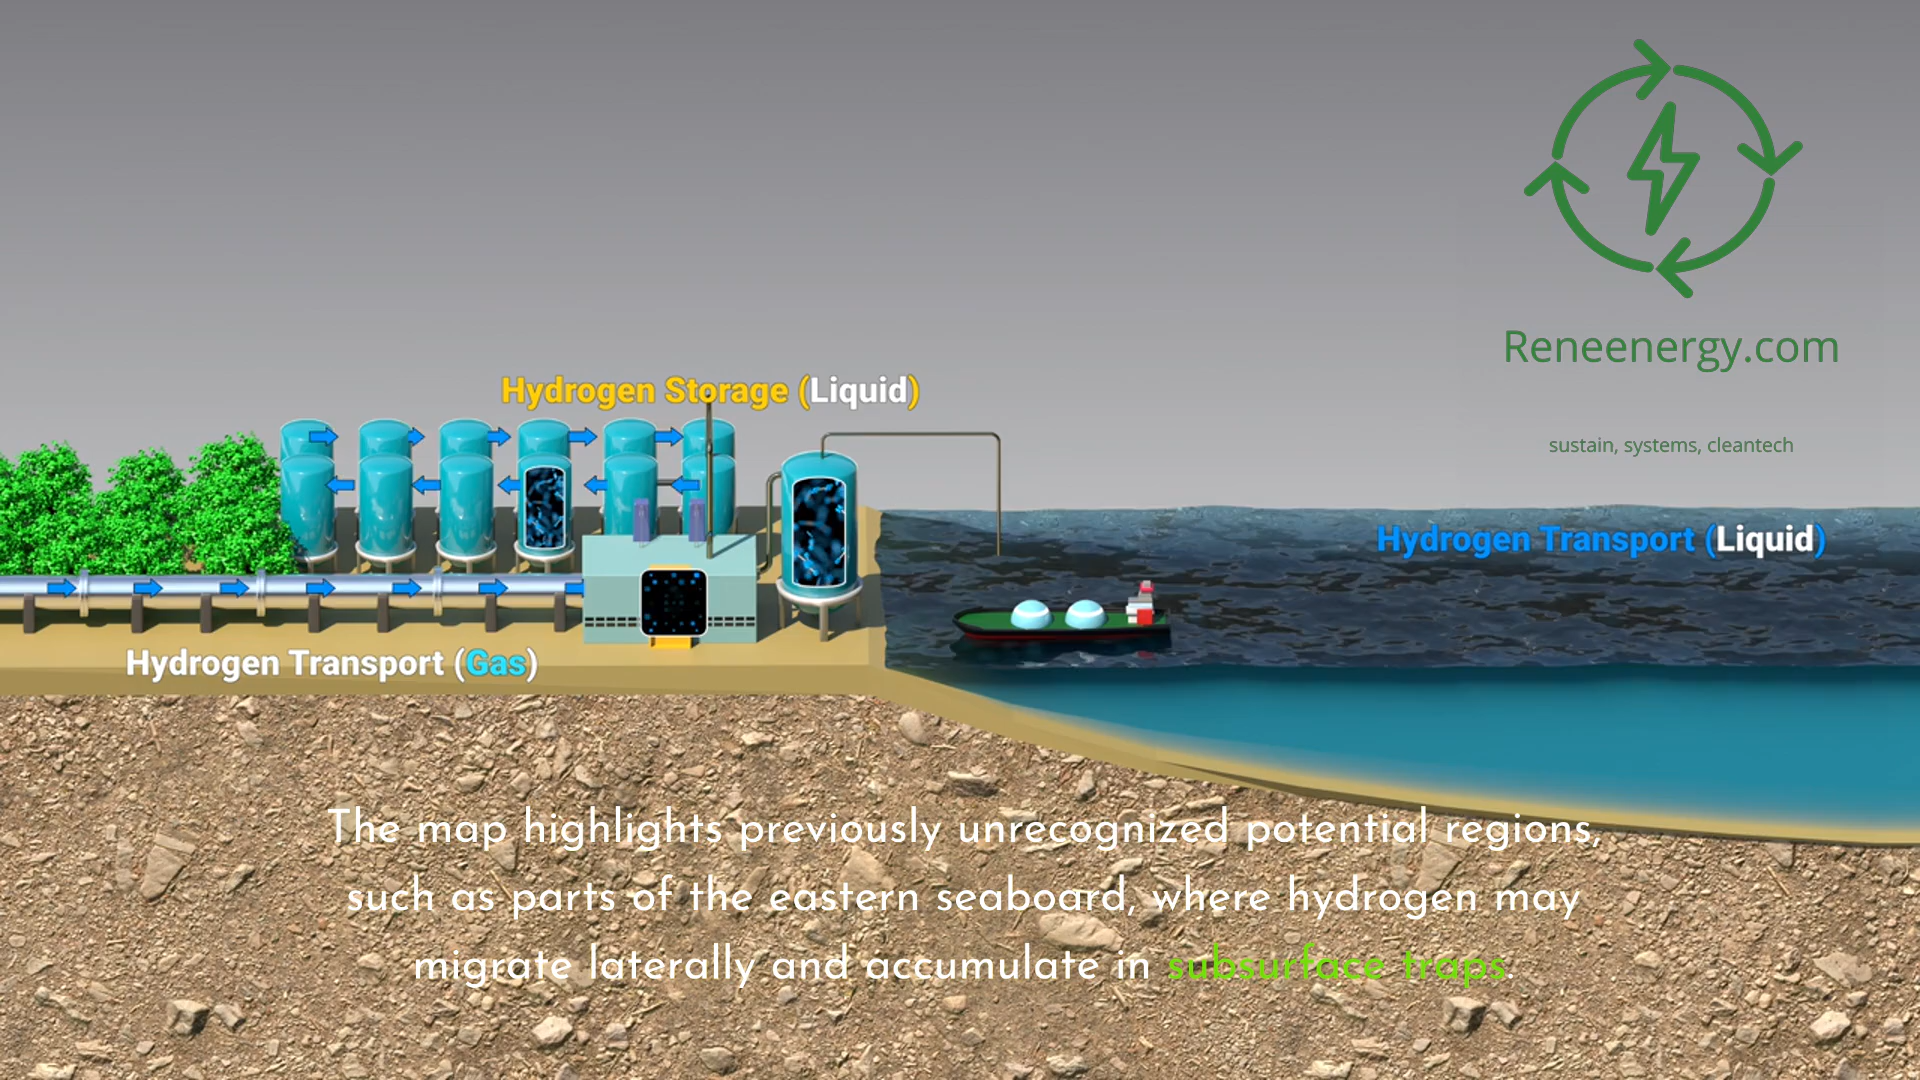 Reneenergy.com
Hydrogen Storage (Liquid)
sustain, systems, cleantech
Hydrogen Transport (Liquid)
Hydrogen Transport (Gas)
The map highlights previously unrecognized potential regions,
such as parts of the eastern seaboard, where hydrogen may
migrate laterally and accumulate in subsurface traps.